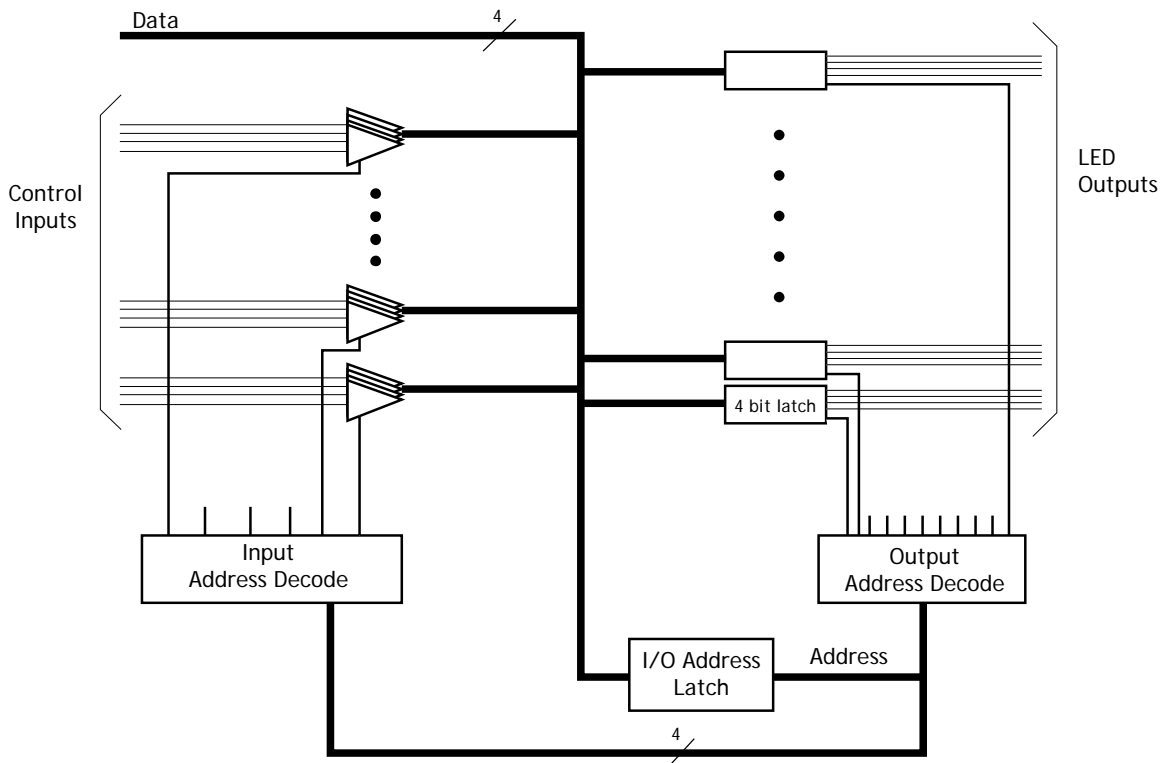 Data
4
Control
Inputs
LED
Outputs
4 bit latch
Input
Address Decode
Output
Address Decode
I/O Address
Latch
Address
4